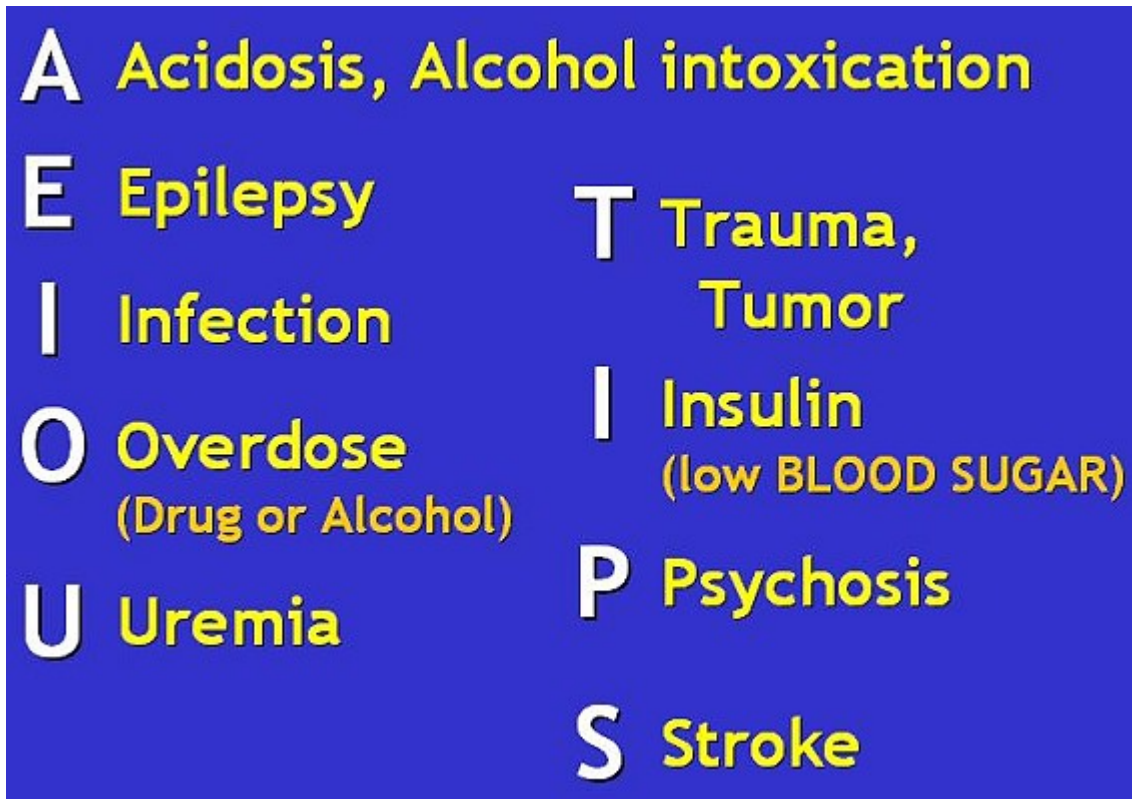 A Acidosis, Alcohol intoxication
E Epilepsy
I Infection
O Overdose
(Drug or Alcohol)
U Uremia
T Trauma,
Tumor
I Insulin
(low BLOOD SUGAR)
P Psychosis
S Stroke